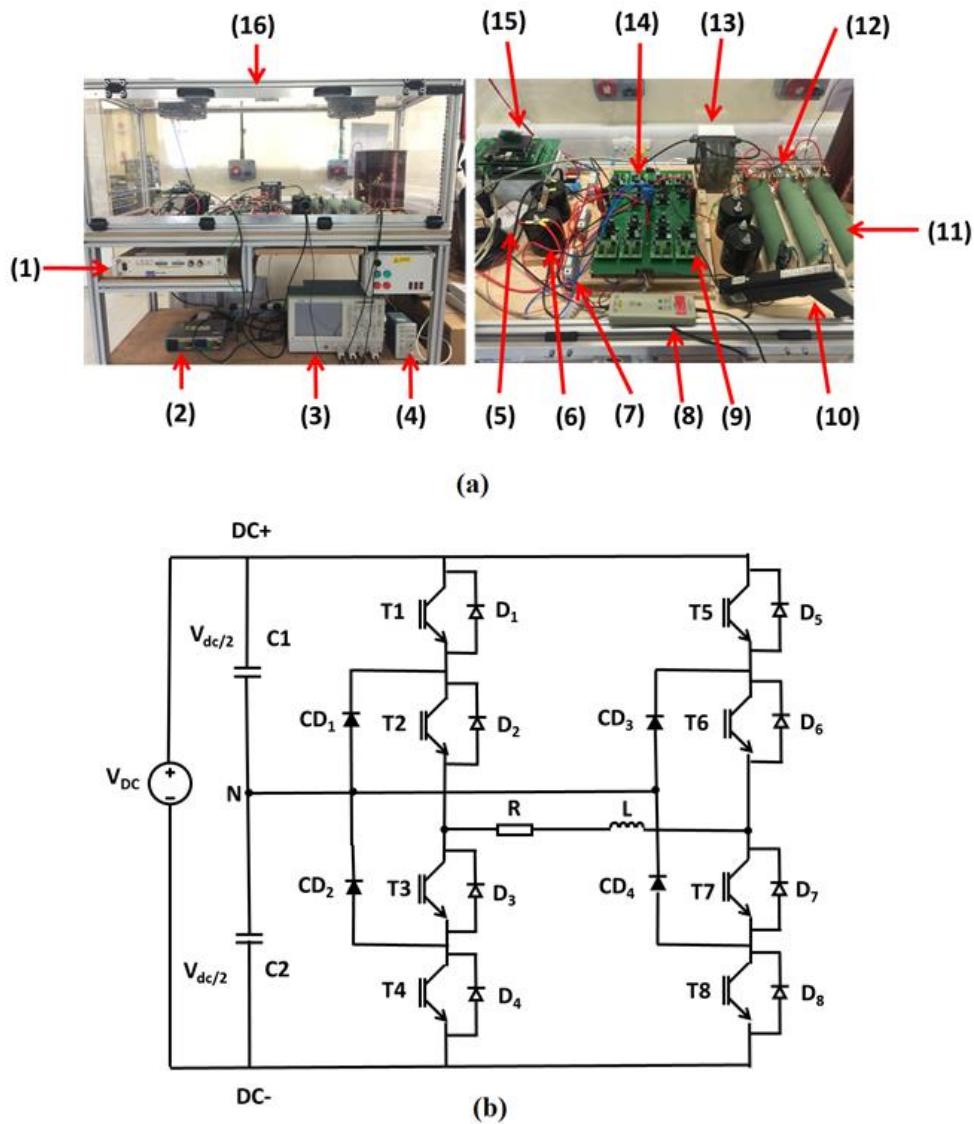 (16)
(15)
(14)
(13)
(12)
(1)
(11)
(2)
(3)
(4)
(5)
(6)
(7)
(8)
(9)
(10)
(a)
DC+
T1
D1
T5
D5
Vdc/2
C1
CD1
T2
D2
CD3
T6
D6
VDC
N
R
L
CD2
T3
D3
CD4
T7
D7
Vdc/2
C2
T4
D4
T8
D8
DC-
(b)